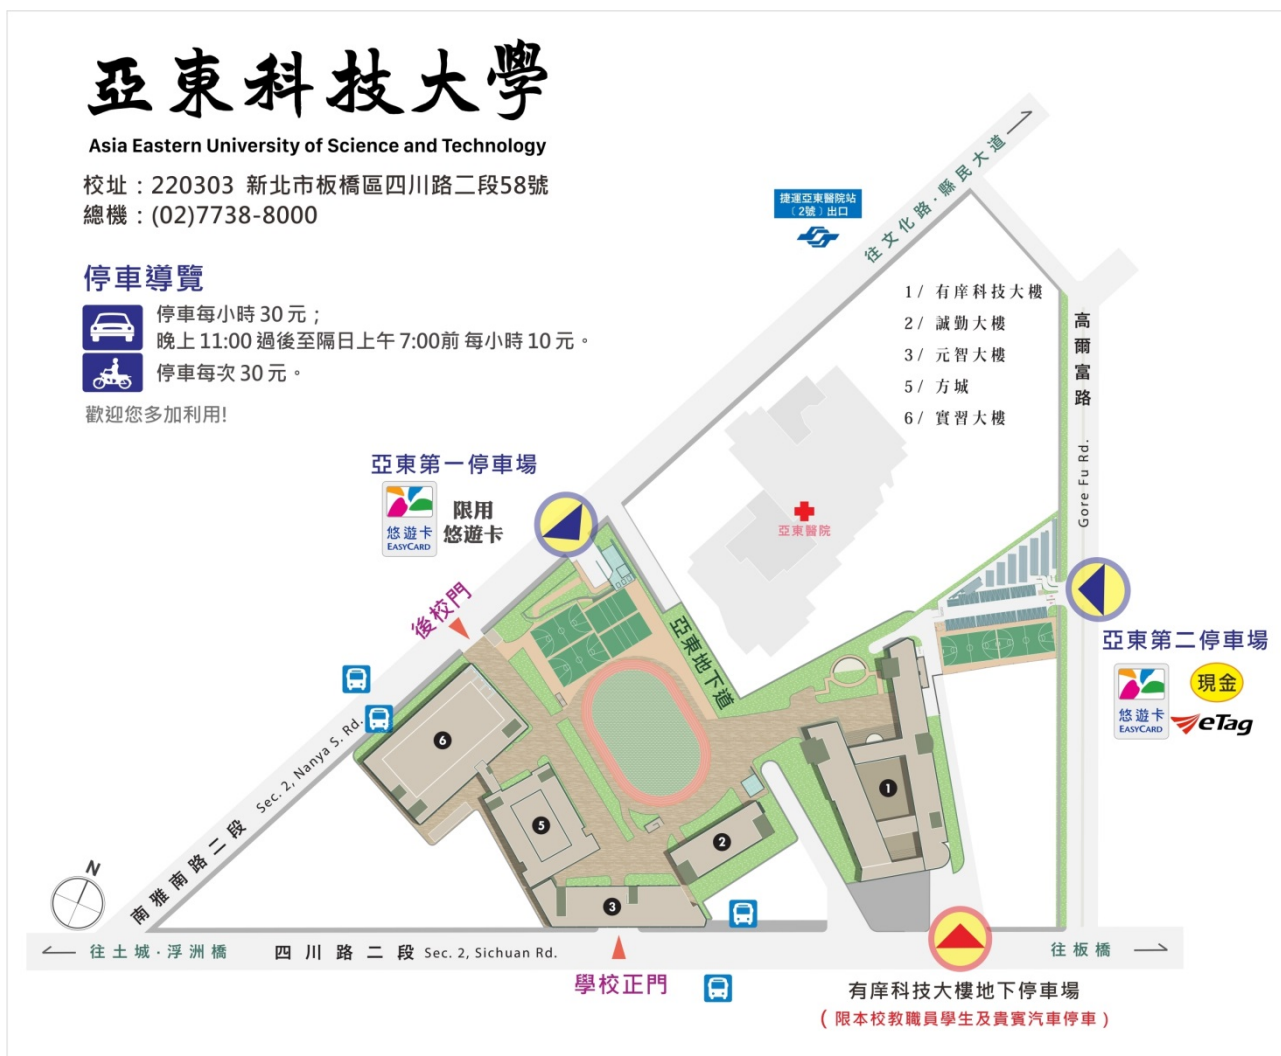 亞東科技大學
Asia Eastern University of Science and Technology
校址：220303 新北市板橋區四川路二段58號
總機：(02)7738-8000
停車導覽
停車每小時30元；
晚上11:00過後至隔日上午7:00前 每小時10元。
停車每次30元。
歡迎您多加利用!
捷運亞東醫院站
（2號）出口
往文化路·縣民大道
1/ 有庠科技大樓
2/ 誠勤大樓
3/ 元智大樓
5/ 方城
6/ 實習大樓
高爾富路
Gore Fu Rd.
亞東第一停車場
悠遊卡
EASYCARD
限用
悠遊卡
亞東醫院
後校門
亞東地下道
亞東第二停車場
悠遊卡
EASYCARD
現金
eTag
南雅南路二段 Sec. 2, Nanya S. Rd.
6
5
3
2
1
N
往土城·浮洲橋
四川路二段 Sec. 2, Sichuan Rd.
往板橋
學校正門
有庠科技大樓地下停車場
(限本校教職員學生及貴賓汽車停車)